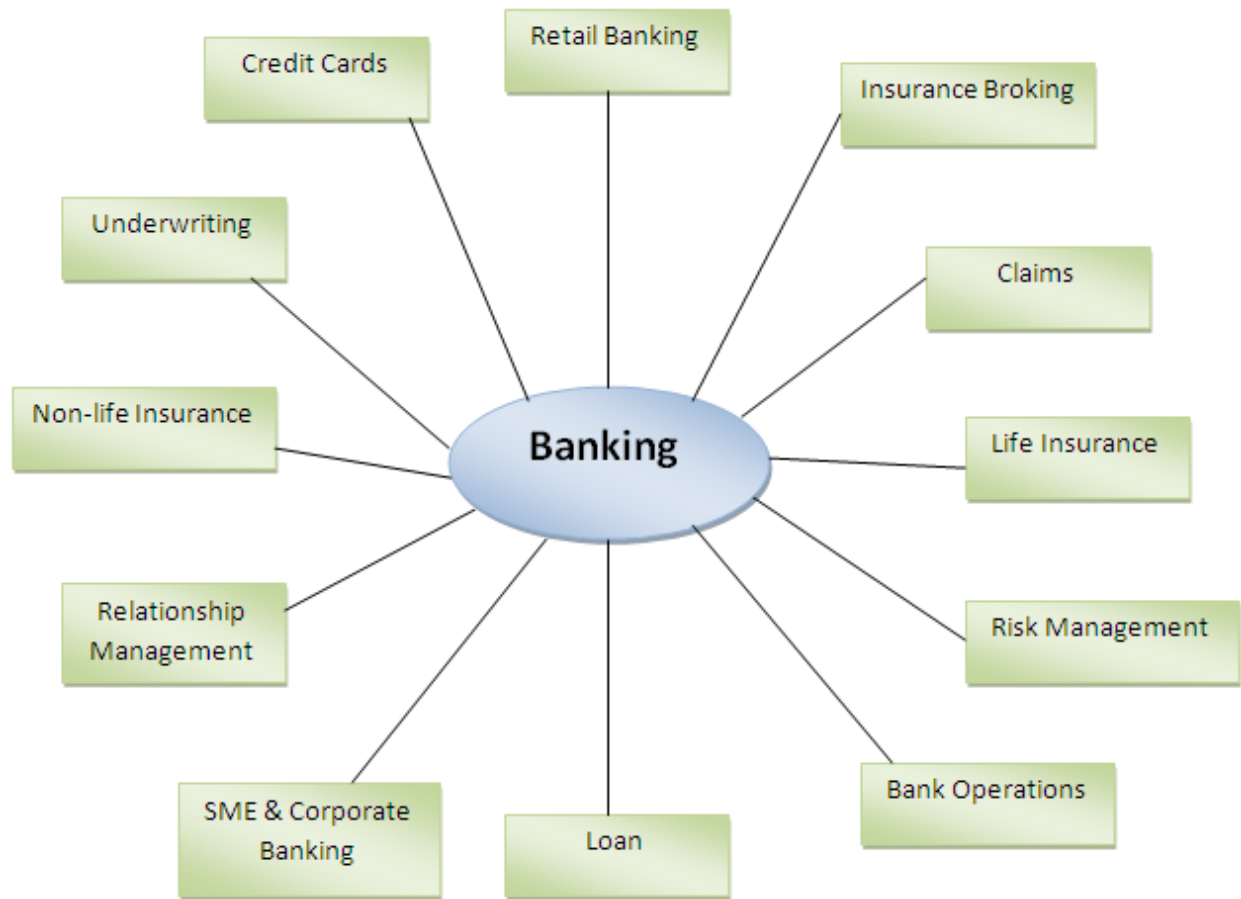 Retail Banking
Credit Cards
Insurance Broking
Underwriting
Claims
Non-life Insurance
Banking
Life Insurance
Relationship
Management
Risk Management
Bank Operations
SME & Corporate
Banking
Loan